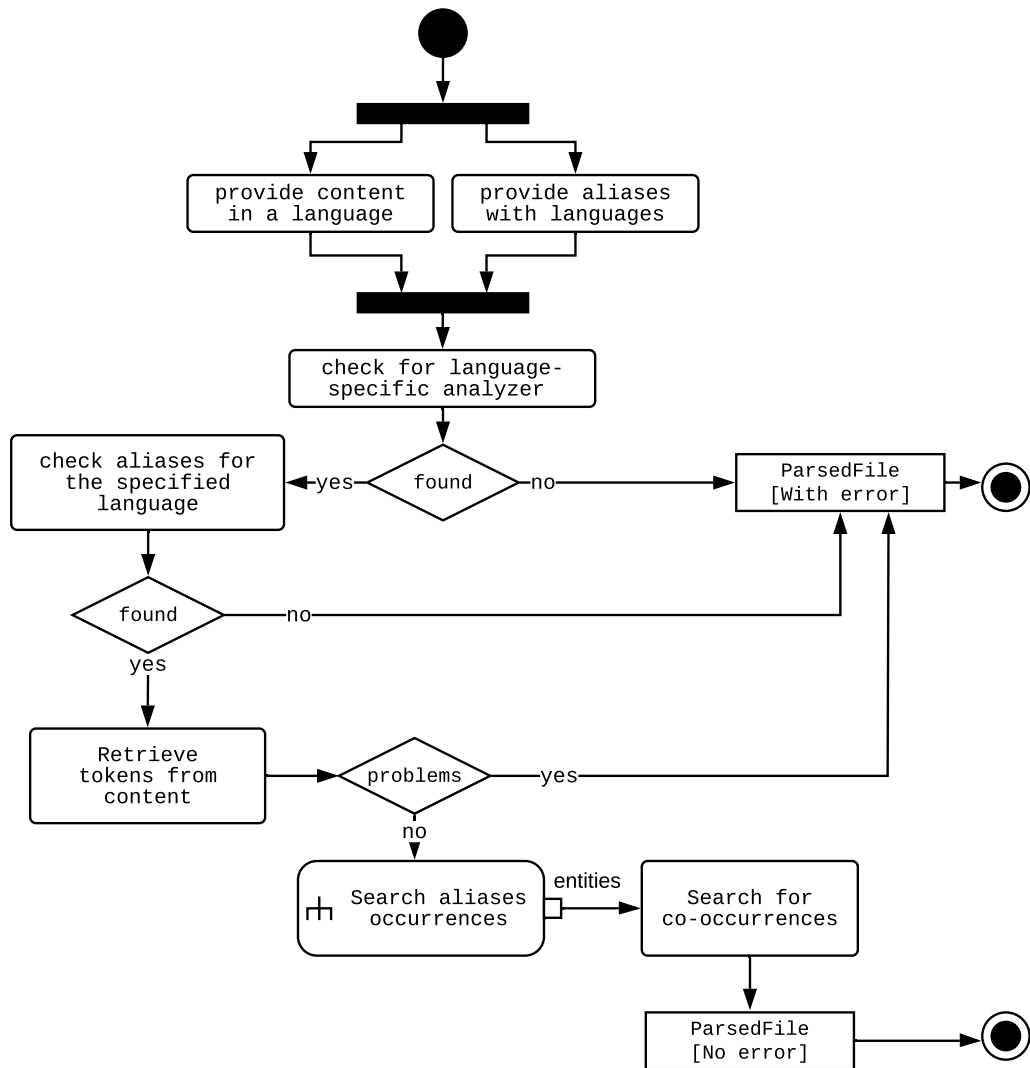 provide content
in a language
provide aliases
with languages
check for language-
specific analyzer
check aliases for
the specified
language
yes
found
no
ParsedFile
[With error]
found
no
yes
Retrieve
tokens from
content
problems
yes
no
entities
Search aliases
occurrences
Search for
co-occurrences
ParsedFile
[No error]